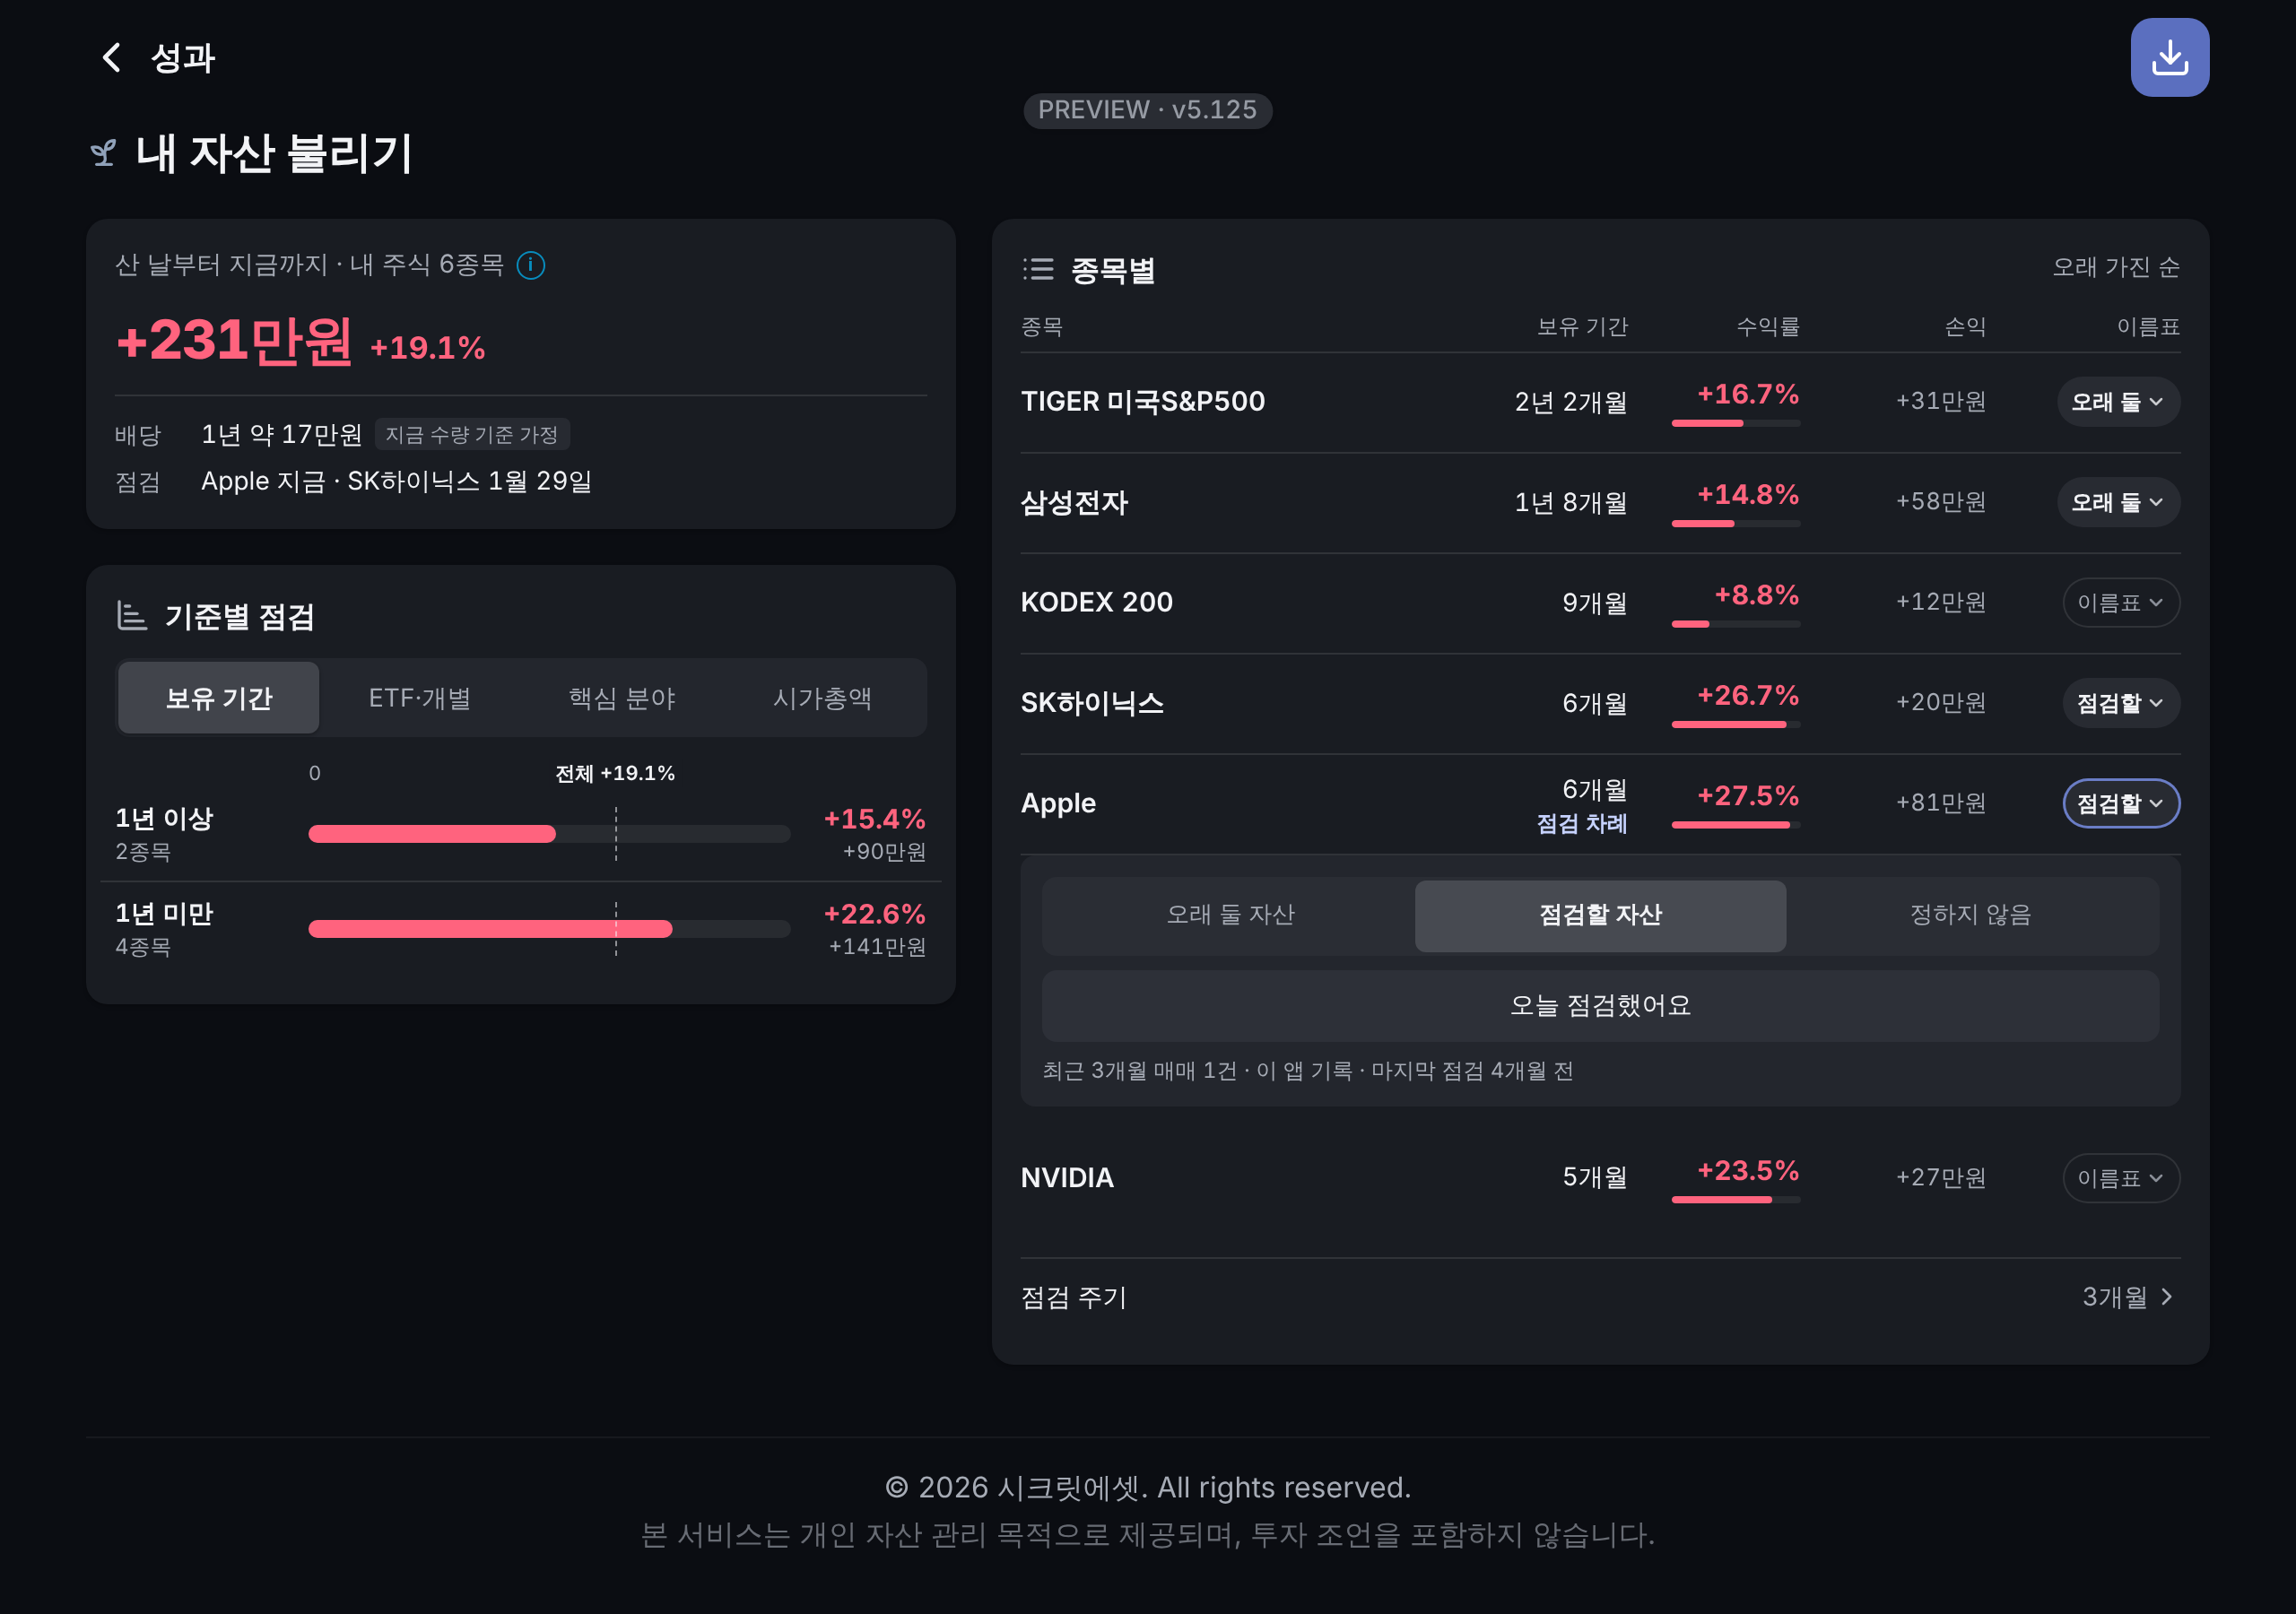 성과
PREVIEW · v5.125
내 자산 불리기
산 날부터 지금까지 · 내 주식 6종목
+231만원 +19.1%
배당 1년 약 17만원 지금 수량 기준 가정
점검 Apple 지금 · SK하이닉스 1월 29일
기준별 점검
보유 기간 ETF·개별 핵심 분야 시가총액
0 전체 +19.1%
1년 이상 +15.4%
2종목 +90만원
1년 미만 +22.6%
4종목 +141만원
종목별 오래 가진 순
종목 보유 기간 수익률 손익 이름표
TIGER 미국S&P500 2년 2개월 +16.7% +31만원 오래 둘
삼성전자 1년 8개월 +14.8% +58만원 오래 둘
KODEX 200 9개월 +8.8% +12만원 이름표
SK하이닉스 6개월 +26.7% +20만원 점검할
Apple 6개월 +27.5% +81만원 점검할
점검 차례
오래 둘 자산 점검할 자산 정하지 않음
오늘 점검했어요
최근 3개월 매매 1건 · 이 앱 기록 · 마지막 점검 4개월 전
NVIDIA 5개월 +23.5% +27만원 이름표
점검 주기 3개월
© 2026 시크릿에셋. All rights reserved.
본 서비스는 개인 자산 관리 목적으로 제공되며, 투자 조언을 포함하지 않습니다.